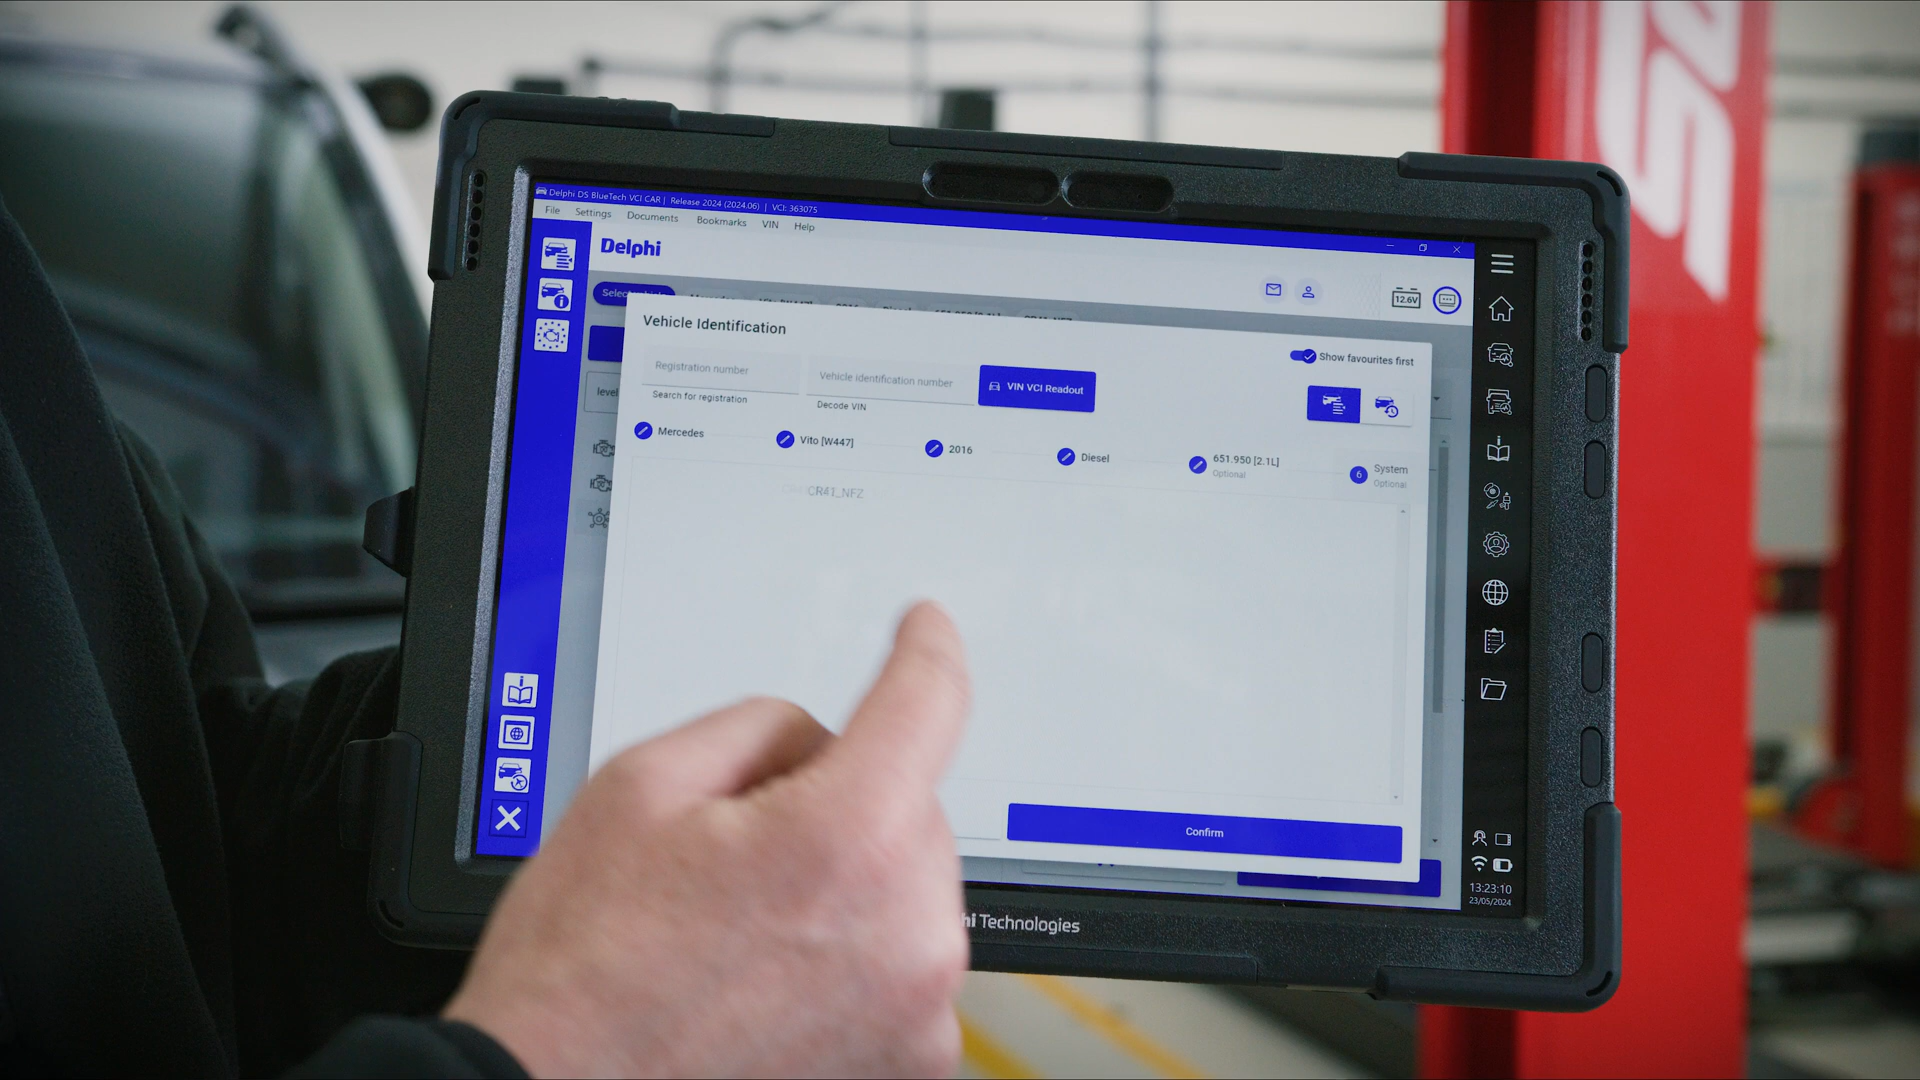 Delphi DS BlueTech VCI CAR | Release 2024 (2024.06) | VCI: 363075
File Settings Documents Bookmarks VIN Help
Delphi
12.6V
Vehicle Identification
Show favourites first
Registration number
Vehicle identification number
VIN VCI Readout
Search for registration
Decode VIN
level
Mercedes
Vito [W447]
2016
Diesel
651.950 [2.1L]
Optional
6
System
Optional
CR41_NFZ
Confirm
13:23:10
23/05/2024
Technologies